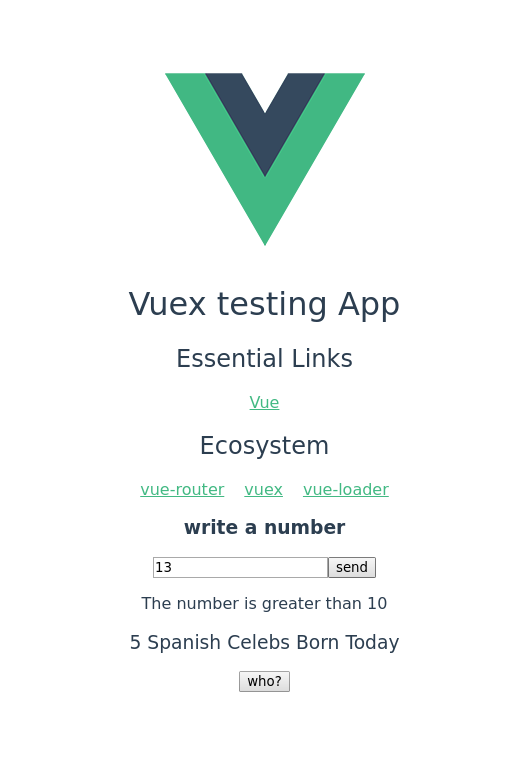 Vuex testing App
Essential Links
Vue
Ecosystem
vue-router vuex vue-loader
write a number
13 send
The number is greater than 10
5 Spanish Celebs Born Today
who?